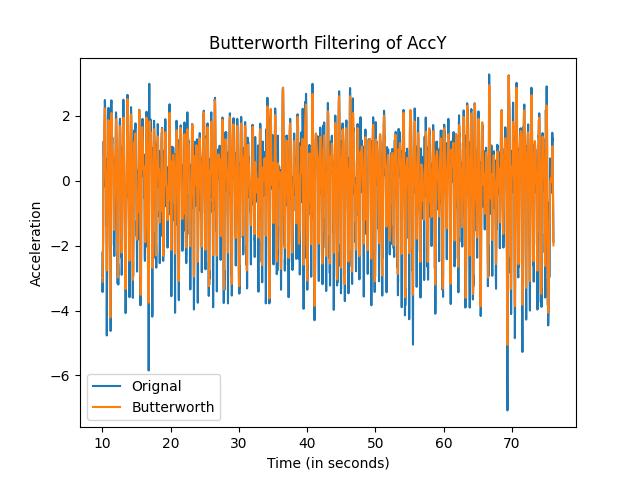 Butterworth Filtering of AccY
Acceleration
2
0
−2
−4
−6
Orignal
Butterworth
10 20 30 40 50 60 70
Time (in seconds)